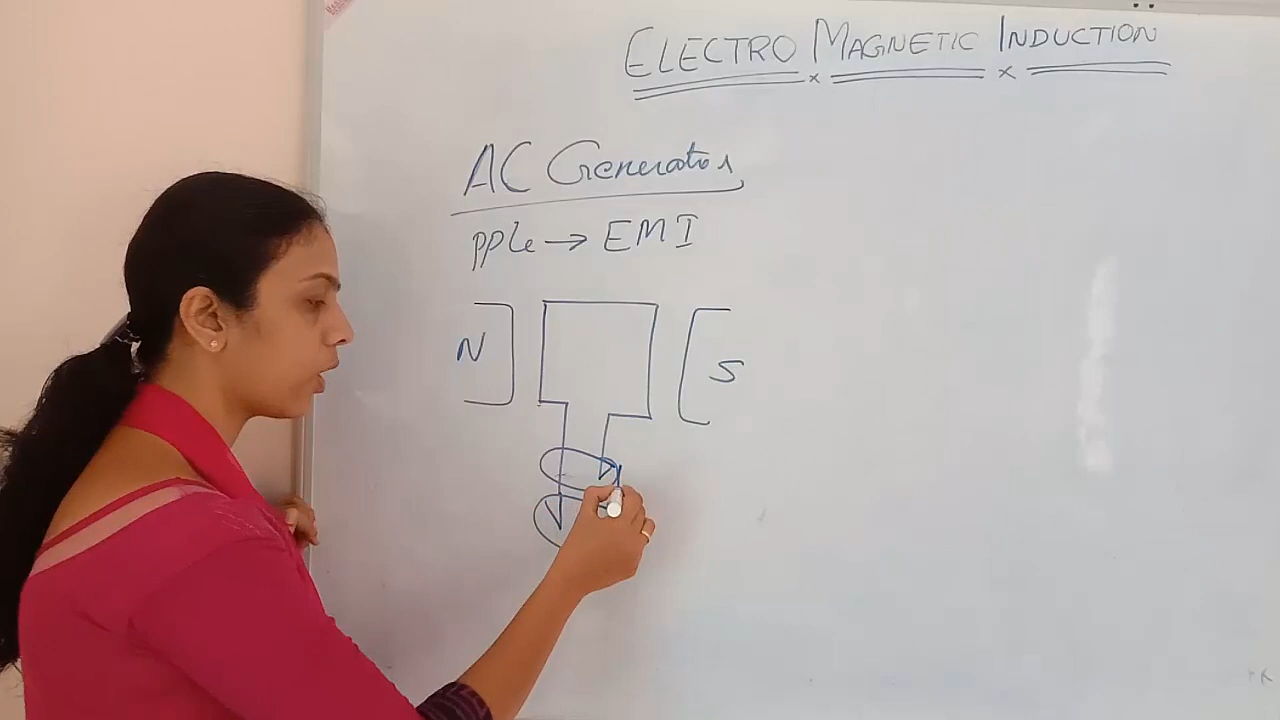 ELECTRO MAGNETIC INDUCTION
AC Generator
PPLe → EMI
N
S